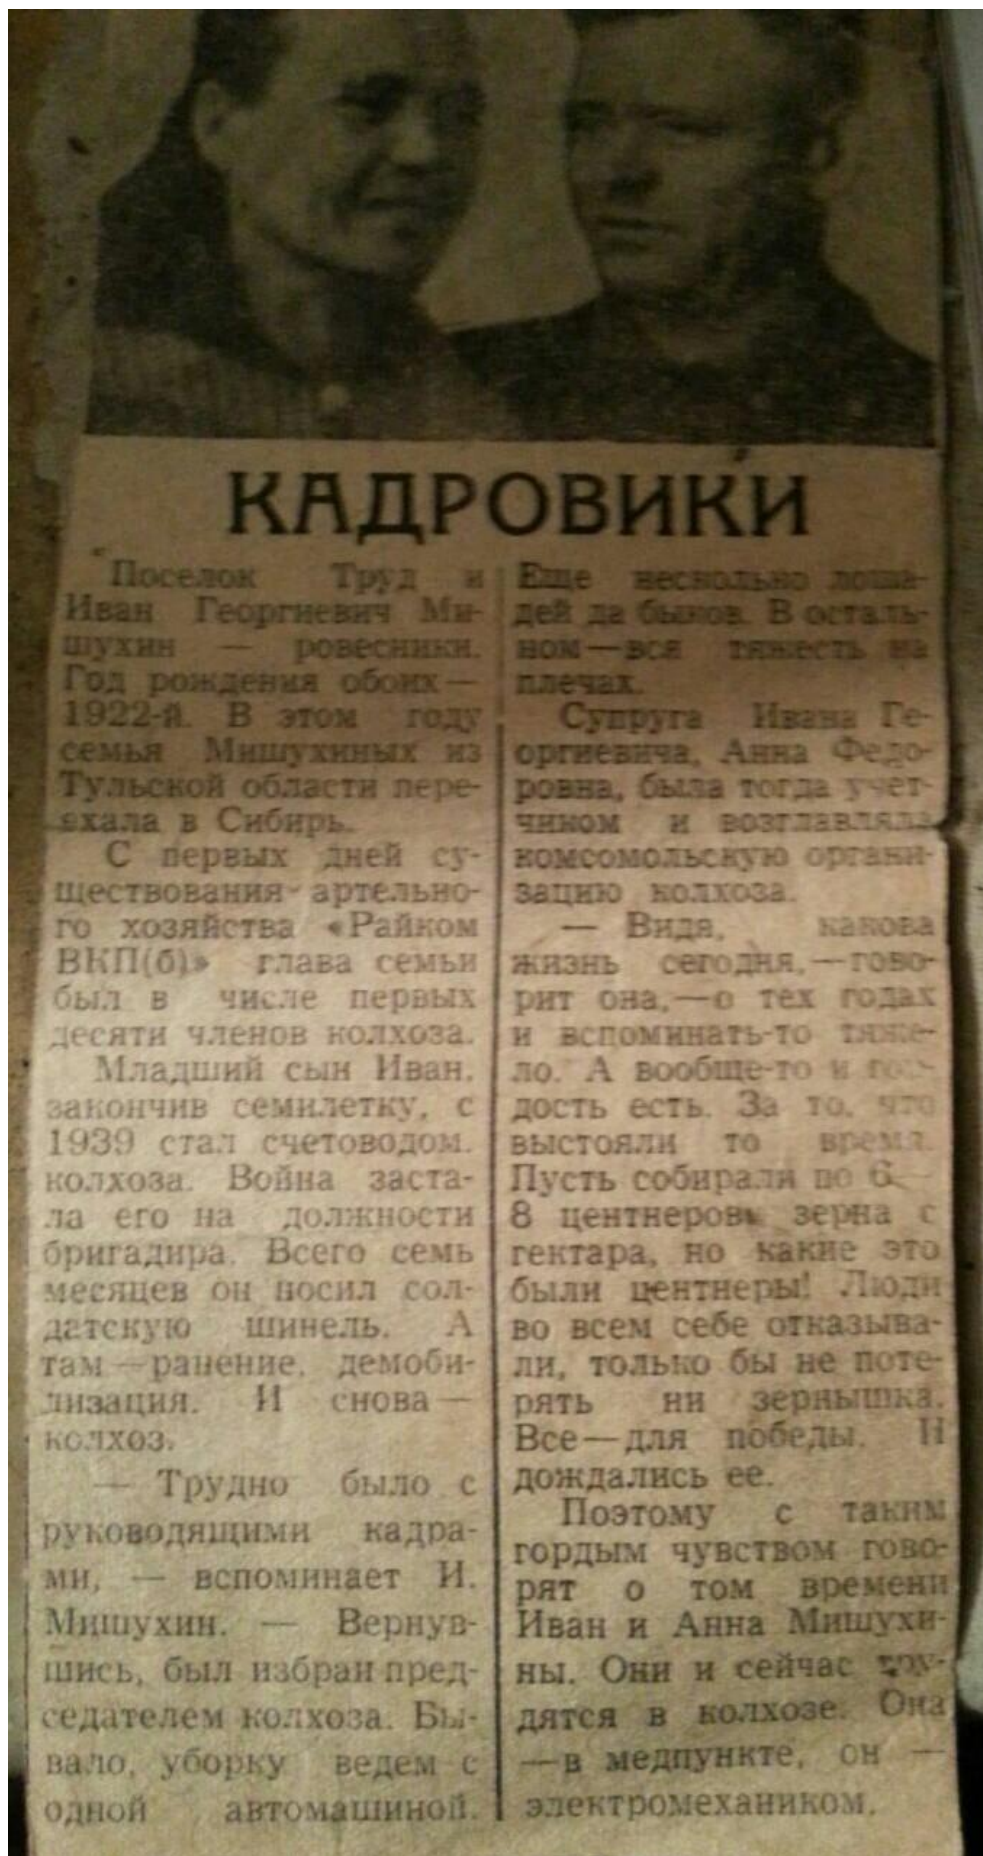 КАДРОВИКИ
Поселок Труд и
Иван Георгиевич Ми-
шухин — ровесники.
Год рождения обоих —
1922-й. В этом году
семья Мишухиных из
Тульской области пере-
ехала в Сибирь.
С первых дней су-
ществования артельно-
го хозяйства «Райком
ВКП(б)» глава семьи
был в числе первых
десяти членов колхоза.
Младший сын Иван,
закончив семилетку, с
1939 стал счетоводом
колхоза. Война заста-
ла его на должности
бригадира. Всего семь
месяцев он носил сол-
датскую шинель. А
там — ранение, демоби-
лизация. И снова —
колхоз.
— Трудно было с
руководящими кадра-
ми, — вспоминает И.
Мишухин. — Вернув-
шись, был избран пред-
седателем колхоза. Бы-
вало, уборку ведем с
одной автомашиной.
Еще несколько лоша-
дей да быков. В осталь-
ном — вся тяжесть на
плечах.
Супруга Ивана Ге-
оргиевича, Анна Федо-
ровна, была тогда учет-
чиком и возглавляла
комсомольскую органи-
зацию колхоза.
— Видя, какова
жизнь сегодня, — гово-
рит она, — о тех годах
и вспоминать-то тяже-
ло. А вообще-то и гор-
дость есть. За то, что
выстояли то время.
Пусть собирали по 6—
8 центнеров зерна с
гектара, но какие это
были центнеры! Люди
во всем себе отказыва-
ли, только бы не поте-
рять ни зернышка.
Все — для победы. И
дождались ее.
Поэтому с таким
гордым чувством гово-
рят о том времени
Иван и Анна Мишухи-
ны. Они и сейчас тру-
дятся в колхозе. Она
— в медпункте, он —
электромехаником.